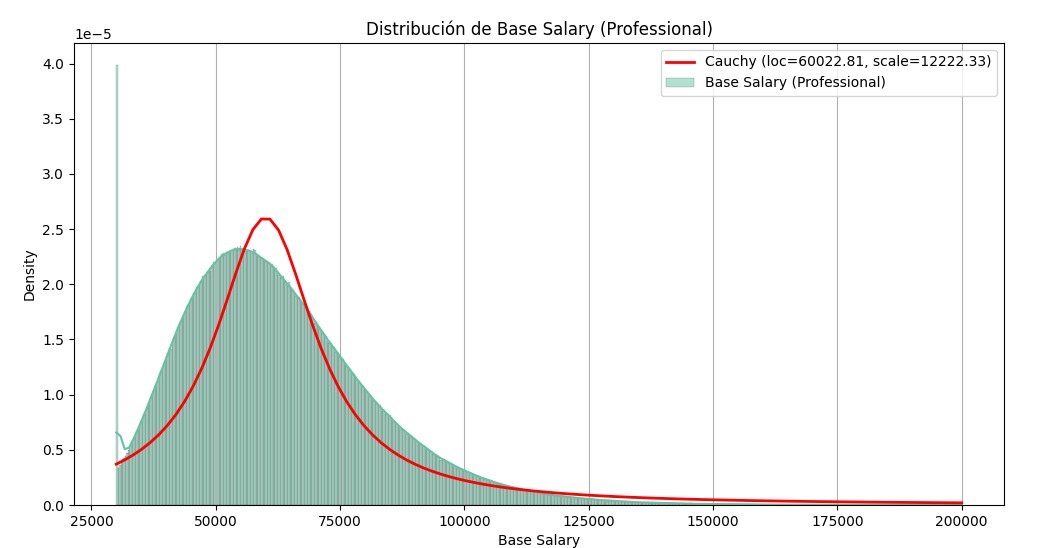 Distribución de Base Salary (Professional)
1e−5
Cauchy (loc=60022.81, scale=12222.33)
Base Salary (Professional)
4.0
3.5
3.0
2.5
2.0
1.5
1.0
0.5
0.0
Density
25000 50000 75000 100000 125000 150000 175000 200000
Base Salary